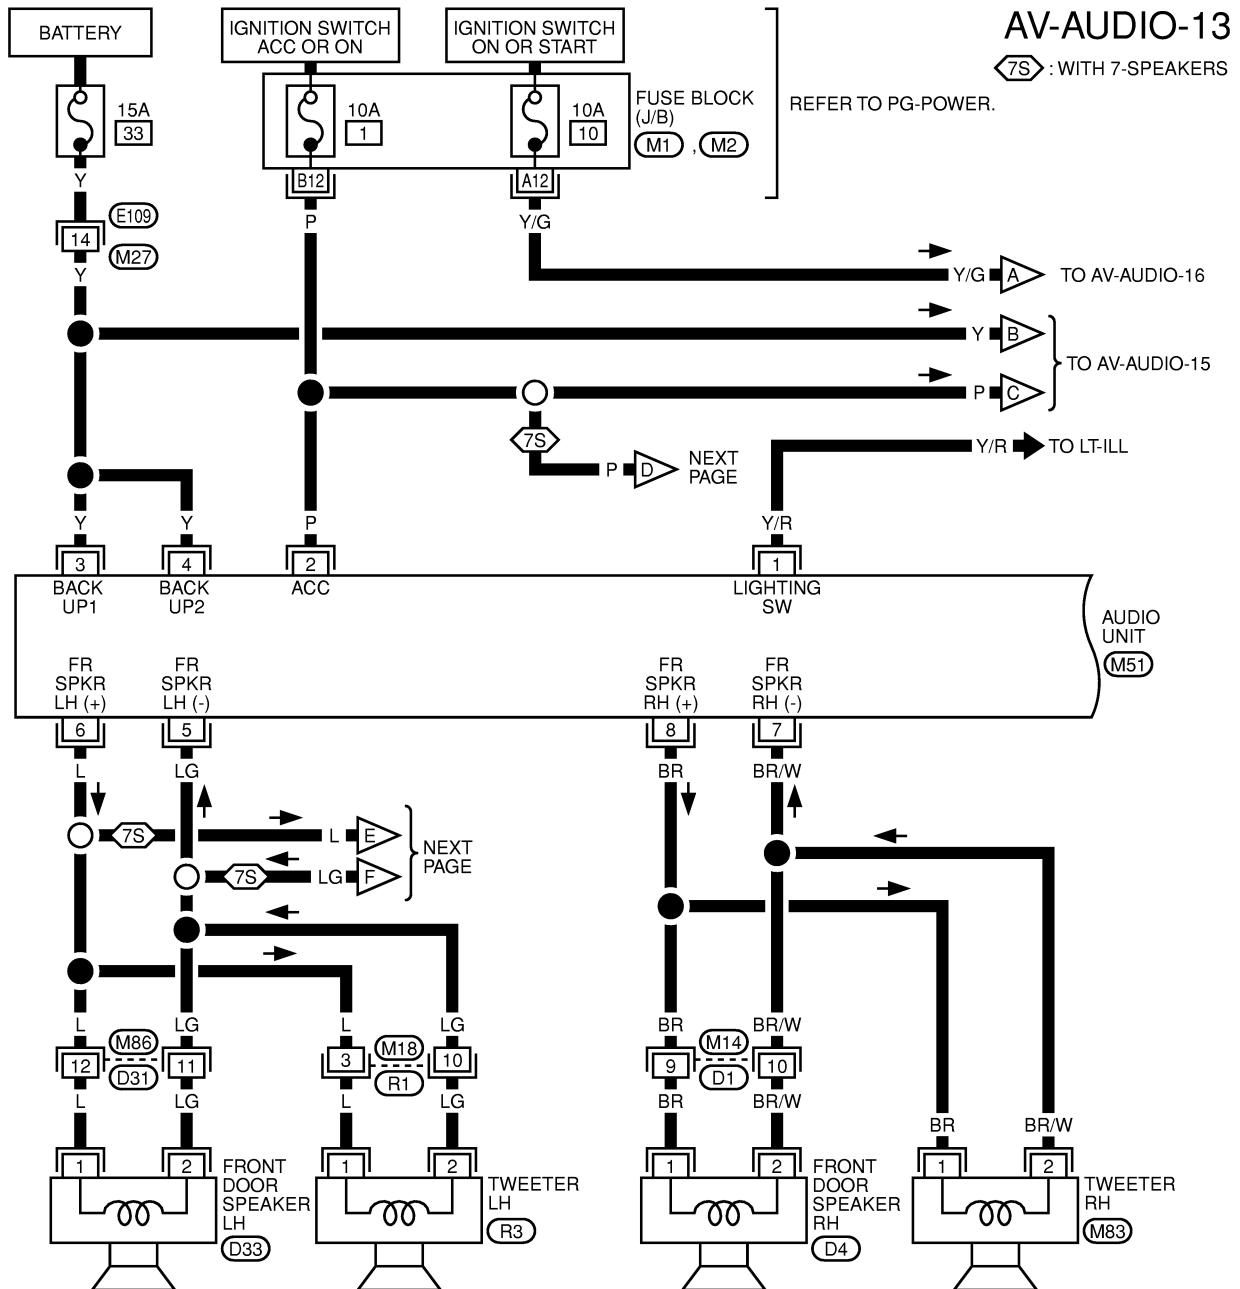 AV-AUDIO-13
7S : WITH 7-SPEAKERS
BATTERY
IGNITION SWITCH
ACC OR ON
IGNITION SWITCH
ON OR START
15A
33
10A
1
10A
10
FUSE BLOCK
(J/B)
M1 , M2
REFER TO PG-POWER.
B12
A12
Y
P
Y/G
E109
14
M27
Y
Y/G
A
TO AV-AUDIO-16
Y
B
TO AV-AUDIO-15
P
C
7S
P
D
NEXT
PAGE
Y/R
TO LT-ILL
Y
Y
P
Y/R
3
4
2
1
BACK
UP1
BACK
UP2
ACC
LIGHTING
SW
AUDIO
UNIT
M51
FR
SPKR
LH (+)
FR
SPKR
LH (-)
FR
SPKR
RH (+)
FR
SPKR
RH (-)
6
5
8
7
L
LG
BR
BR/W
7S
L
E
7S
LG
F
NEXT
PAGE
L
LG
L
LG
BR
BR/W
M86
M18
M14
12
11
3
10
9
10
D31
R1
D1
L
LG
L
LG
BR
BR/W
BR
BR/W
1
2
1
2
1
2
1
2
FRONT
DOOR
SPEAKER
LH
D33
TWEETER
LH
R3
FRONT
DOOR
SPEAKER
RH
D4
TWEETER
RH
M83